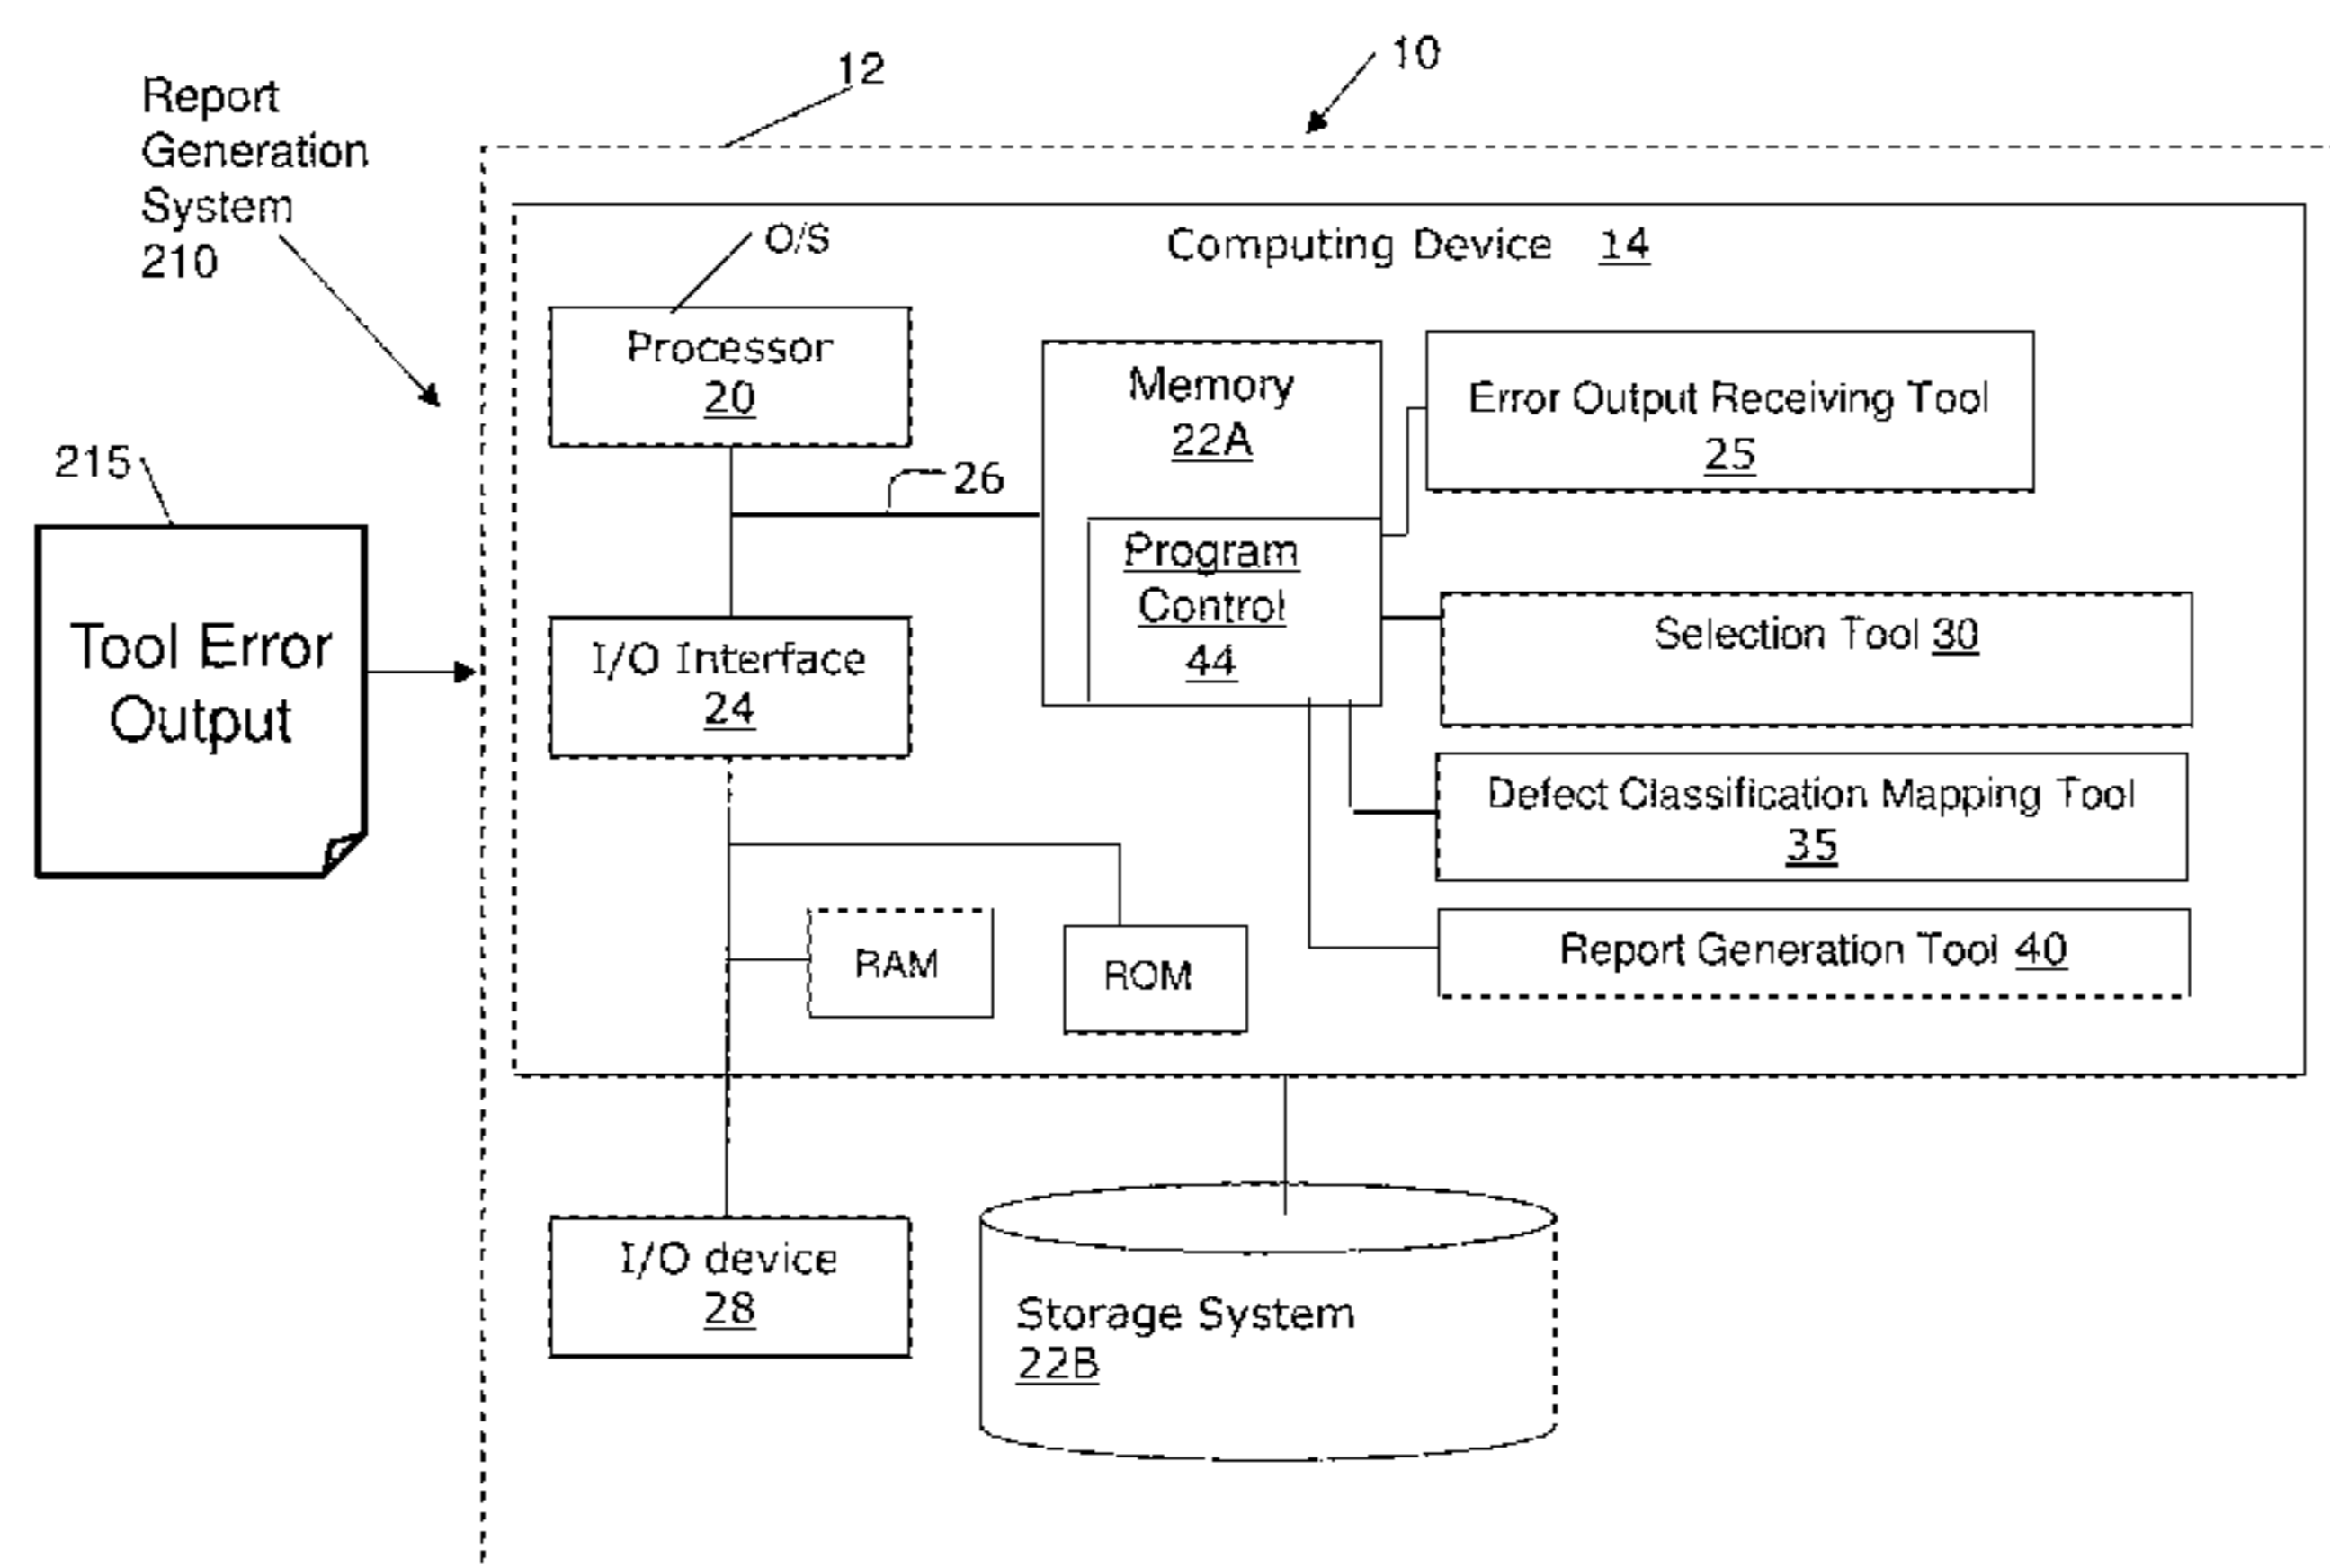 10
12
Report
Generation
System
210
O/S
Computing Device 14
Processor
20
Memory
22A
Error Output Receiving Tool
25
215
26
Program
Control
44
Tool Error
Output
I/O Interface
24
Selection Tool 30
Defect Classification Mapping Tool
35
RAM
ROM
Report Generation Tool 40
I/O device
28
Storage System
22B